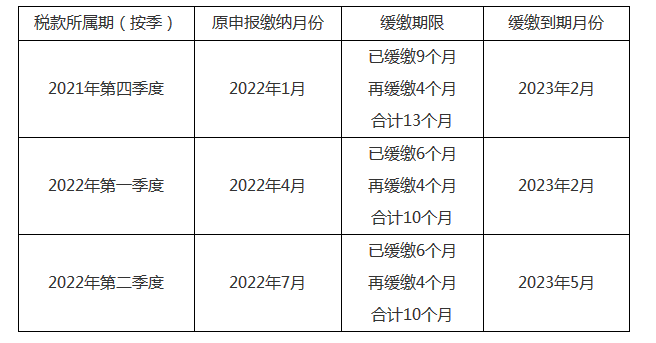 税款所属期（按季） 原申报缴纳月份 缓缴期限 缓缴到期月份
2021年第四季度 2022年1月 已缓缴9个月 2023年2月
再缓缴4个月
合计13个月
2022年第一季度 2022年4月 已缓缴6个月 2023年2月
再缓缴4个月
合计10个月
2022年第二季度 2022年7月 已缓缴6个月 2023年5月
再缓缴4个月
合计10个月